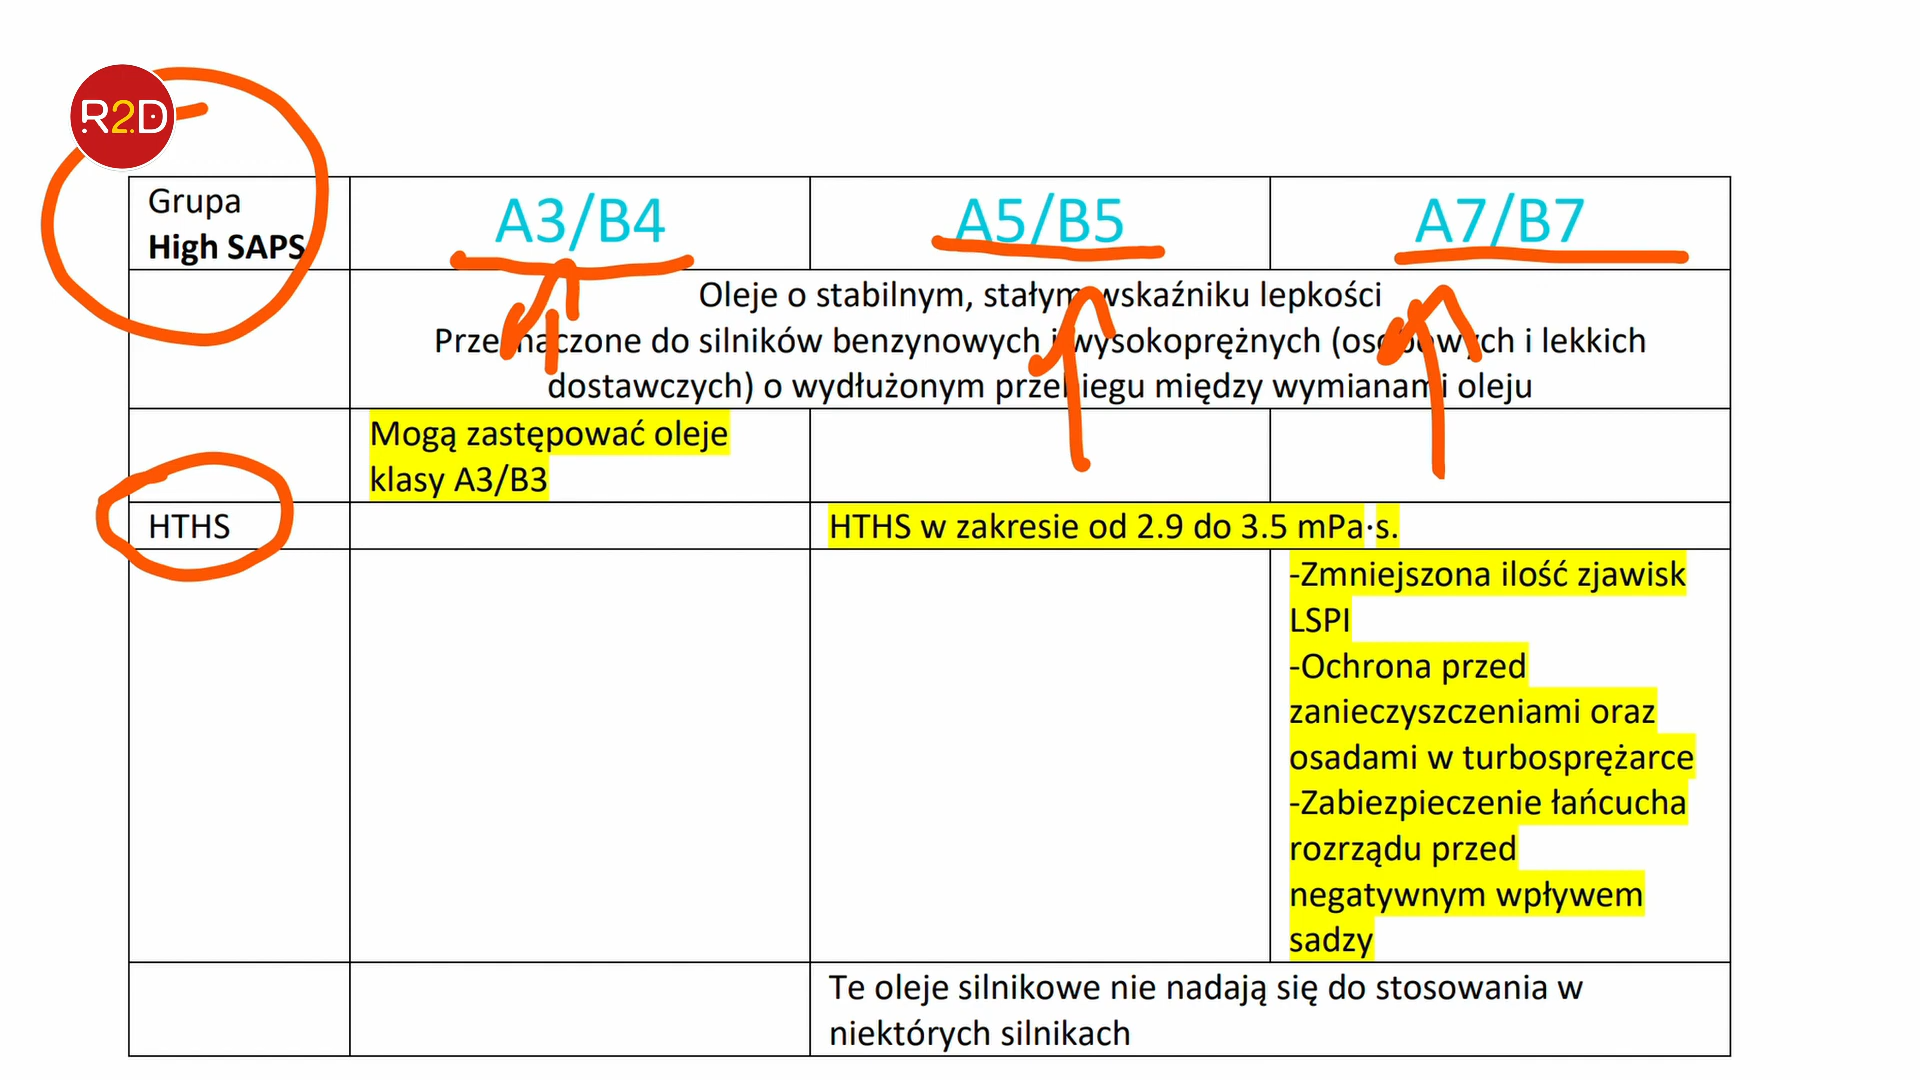 R2D
Grupa
High SAPS
A3/B4
A5/B5
A7/B7
Oleje o stabilnym, stałym wskaźniku lepkości
Przeznaczone do silników benzynowych i wysokoprężnych (osobowych i lekkich
dostawczych) o wydłużonym przebiegu między wymianami oleju
Mogą zastępować oleje
klasy A3/B3
HTHS
HTHS w zakresie od 2.9 do 3.5 mPa·s.
-Zmniejszona ilość zjawisk
LSPI
-Ochrona przed
zanieczyszczeniami oraz
osadami w turbosprężarce
-Zabiezpieczenie łańcucha
rozrządu przed
negatywnym wpływem
sadzy
Te oleje silnikowe nie nadają się do stosowania w
niektórych silnikach